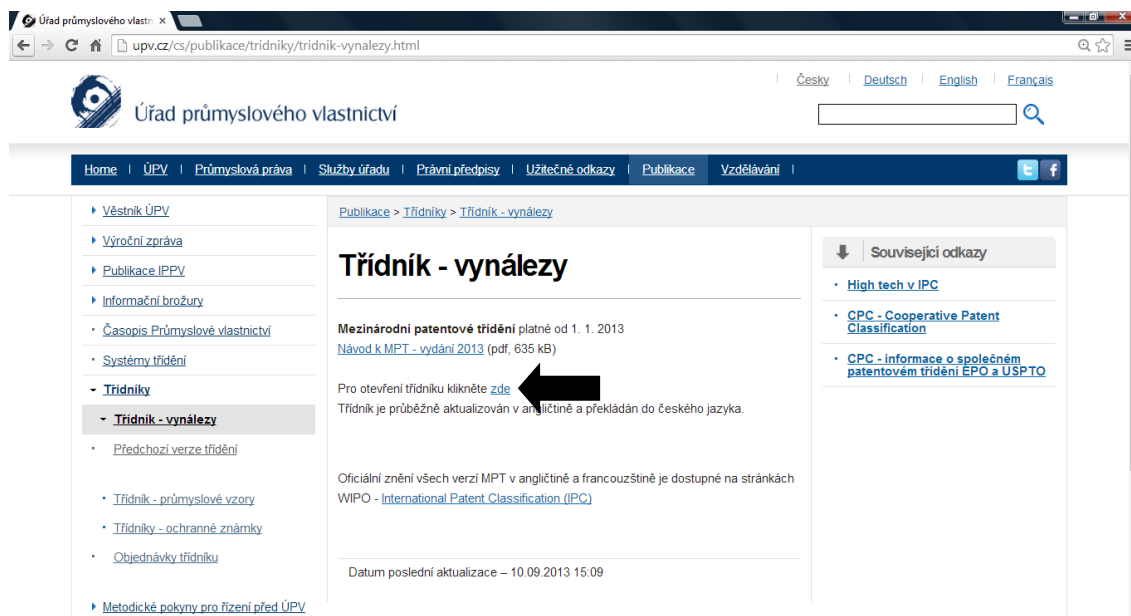 Úřad průmyslového vlastn
upv.cz/cs/publikace/tridniky/tridnik-vynalezy.html
Česky | Deutsch | English | Français
Úřad průmyslového vlastnictví
Home | ÚPV | Průmyslová práva | Služby úřadu | Právní předpisy | Užitečné odkazy | Publikace | Vzdělávání |
Věstník ÚPV
Výroční zpráva
Publikace IPPV
Informační brožury
Časopis Průmyslové vlastnictví
Systémy třídění
Třídníky
Třídník - vynálezy
Předchozí verze třídění
Třídník - průmyslové vzory
Třídníky - ochranné známky
Objednávky třídníku
Metodické pokyny pro řízení před ÚPV
Publikace > Třídníky > Třídník - vynálezy
Třídník - vynálezy
Mezinárodní patentové třídění platné od 1. 1. 2013
Návod k MPT - vydání 2013 (pdf, 635 kB)
Pro otevření třídníku klikněte zde
Třídník je průběžně aktualizován v angličtině a překládán do českého jazyka.
Oficiální znění všech verzí MPT v angličtině a francouzštině je dostupné na stránkách
WIPO - International Patent Classification (IPC)
Datum poslední aktualizace – 10.09.2013 15:09
Související odkazy
High tech v IPC
CPC - Cooperative Patent
Classification
CPC - informace o společném
patentovém třídění EPO a USPTO